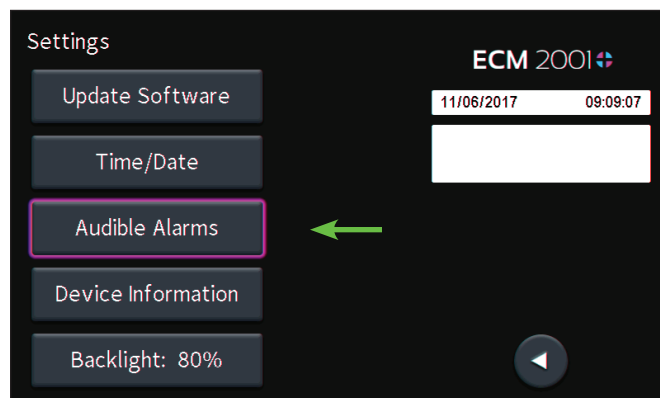 Settings
ECM 2001
Update Software
11/06/2017 09:09:07
Time/Date
Audible Alarms
Device Information
Backlight: 80%